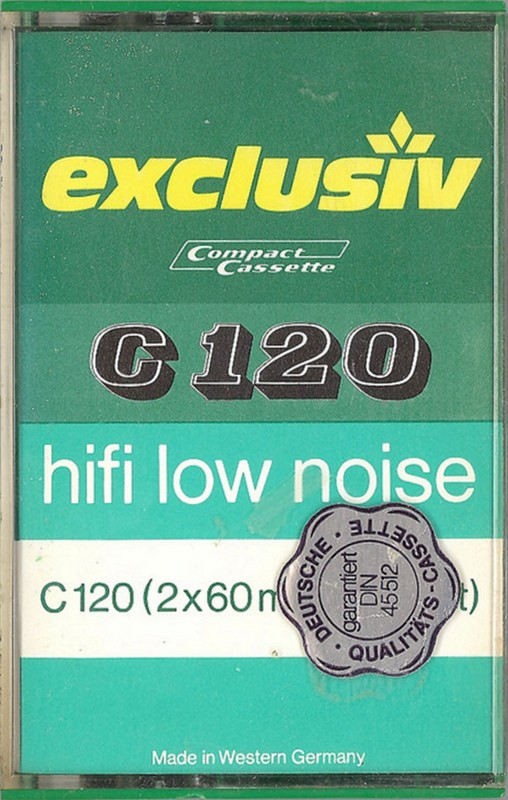 exclusiv
Compact
Cassette
C 120
hifi low noise
C 120 (2x60
DEUTSCHE · QUALITÄTS-CASSETTE ·
garantiert
DIN
45512
Made in Western Germany